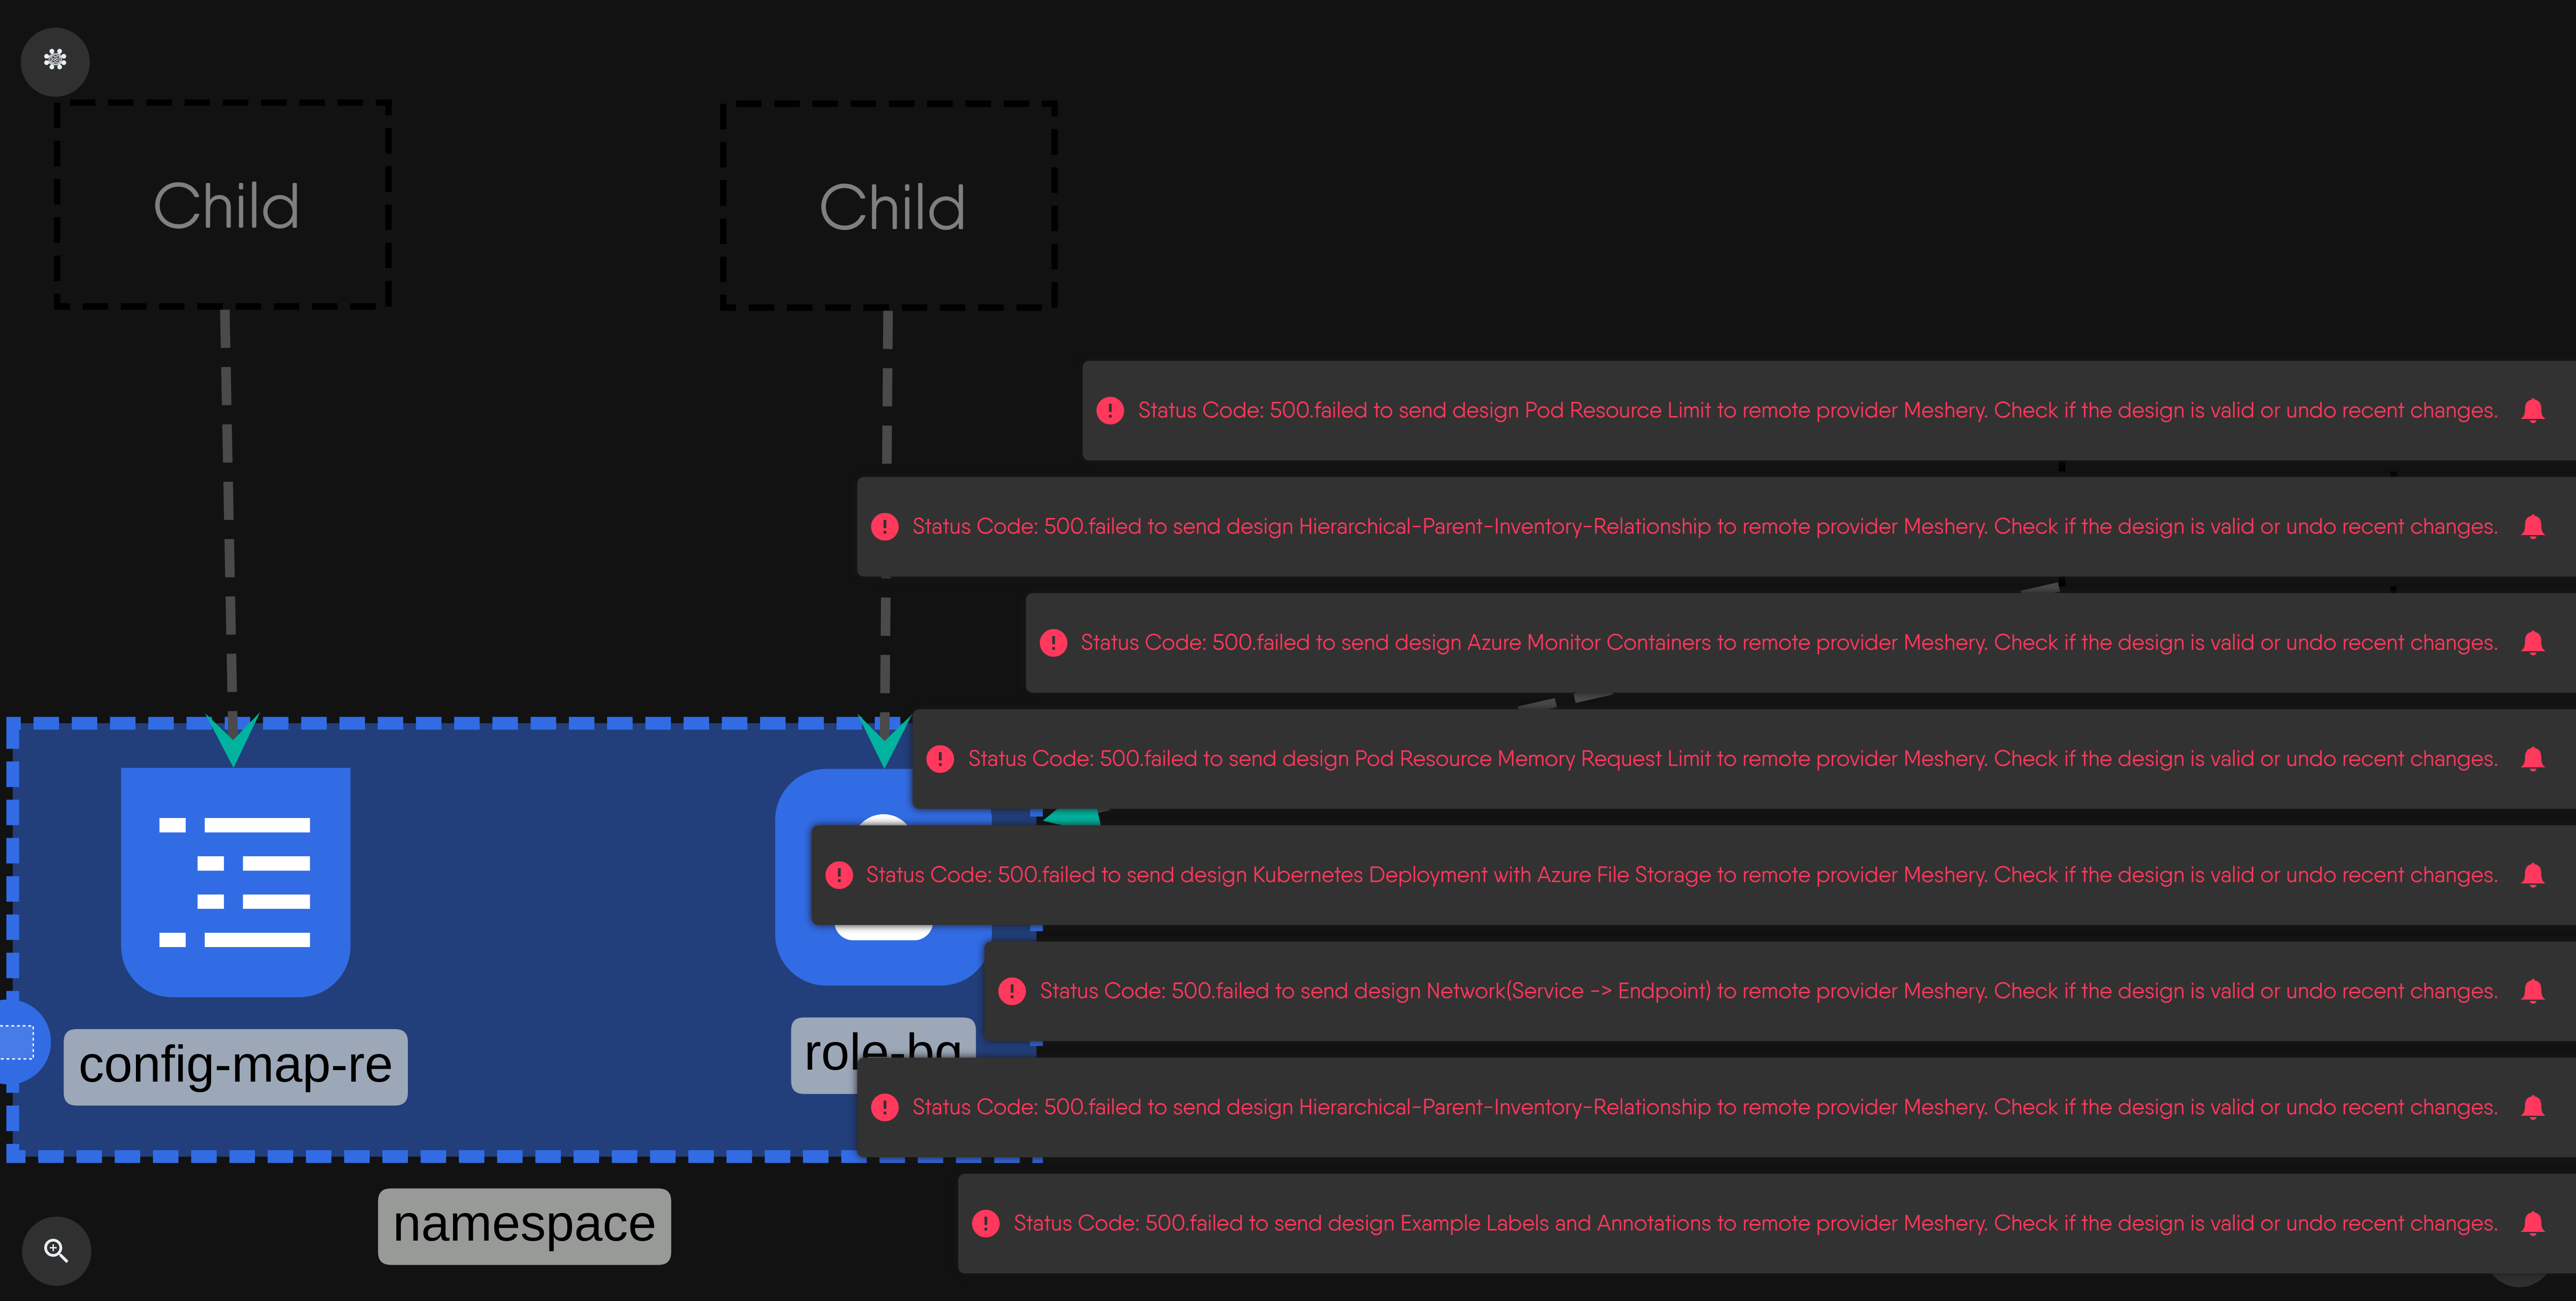 Child
Child
Status Code: 500.failed to send design Pod Resource Limit to remote provider Meshery. Check if the design is valid or undo recent changes.
Status Code: 500.failed to send design Hierarchical-Parent-Inventory-Relationship to remote provider Meshery. Check if the design is valid or undo recent changes.
Status Code: 500.failed to send design Azure Monitor Containers to remote provider Meshery. Check if the design is valid or undo recent changes.
Status Code: 500.failed to send design Pod Resource Memory Request Limit to remote provider Meshery. Check if the design is valid or undo recent changes.
Status Code: 500.failed to send design Kubernetes Deployment with Azure File Storage to remote provider Meshery. Check if the design is valid or undo recent changes.
Status Code: 500.failed to send design Network(Service -> Endpoint) to remote provider Meshery. Check if the design is valid or undo recent changes.
config-map-re
role-bg
Status Code: 500.failed to send design Hierarchical-Parent-Inventory-Relationship to remote provider Meshery. Check if the design is valid or undo recent changes.
namespace
Status Code: 500.failed to send design Example Labels and Annotations to remote provider Meshery. Check if the design is valid or undo recent changes.